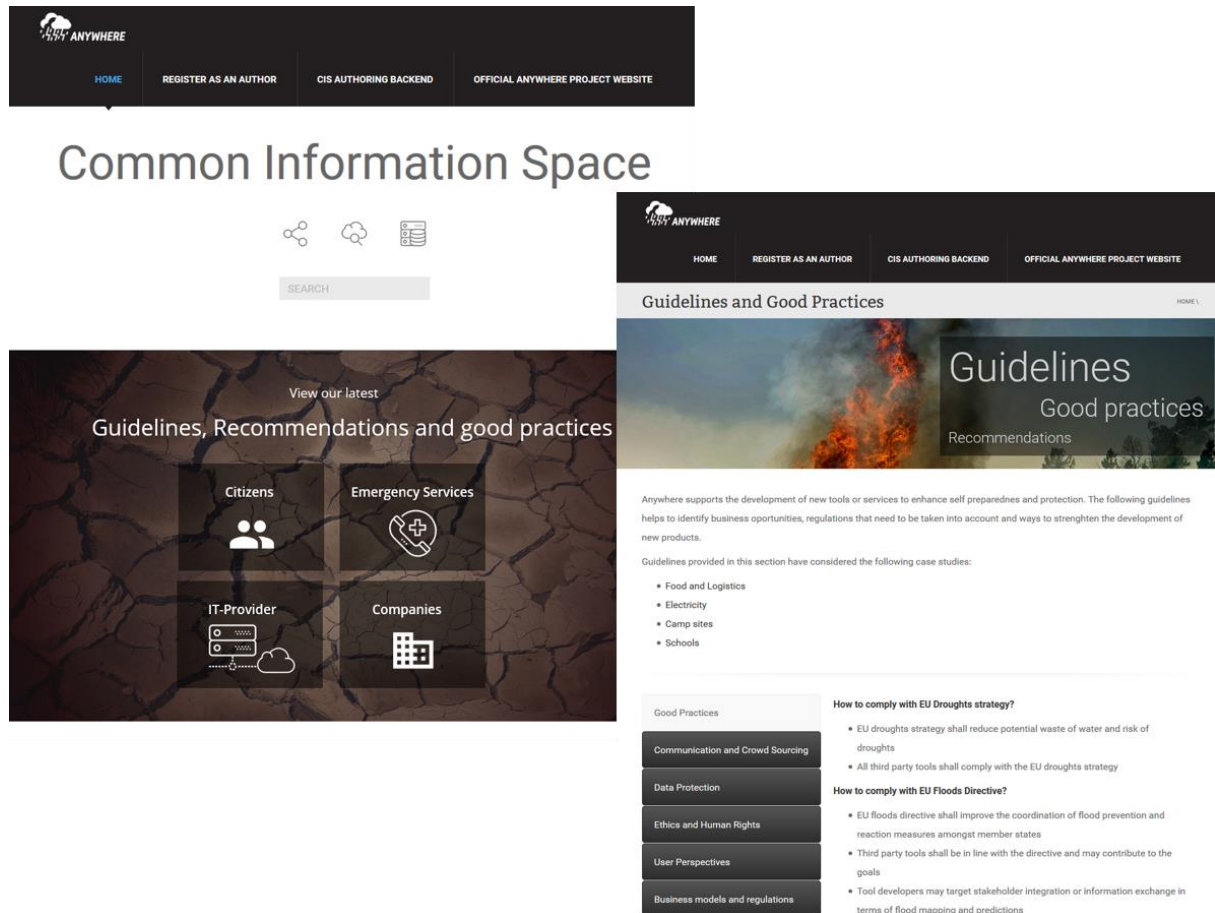 ANYWHERE
HOME
REGISTER AS AN AUTHOR
CIS AUTHORING BACKEND
OFFICIAL ANYWHERE PROJECT WEBSITE
Common Information Space
SEARCH
View our latest
Guidelines, Recommendations and good practices
Citizens
Emergency Services
IT-Provider
Companies
ANYWHERE
HOME
REGISTER AS AN AUTHOR
CIS AUTHORING BACKEND
OFFICIAL ANYWHERE PROJECT WEBSITE
Guidelines and Good Practices
HOME \
Guidelines
Good practices
Recommendations
Anywhere supports the development of new tools or services to enhance self preparednes and protection. The following guidelines
helps to identify business oportunities, regulations that need to be taken into account and ways to strenghten the development of
new products.
Guidelines provided in this section have considered the following case studies:
• Food and Logistics
• Electricity
• Camp sites
• Schools
Good Practices
Communication and Crowd Sourcing
Data Protection
Ethics and Human Rights
User Perspectives
Business models and regulations
How to comply with EU Droughts strategy?
• EU droughts strategy shall reduce potential waste of water and risk of
droughts
• All third party tools shall comply with the EU droughts strategy
How to comply with EU Floods Directive?
• EU floods directive shall improve the coordination of flood prevention and
reaction measures amongst member states
• Third party tools shall be in line with the directive and may contribute to the
goals
• Tool developers may target stakeholder integration or information exchange in
terms of flood mapping and predictions